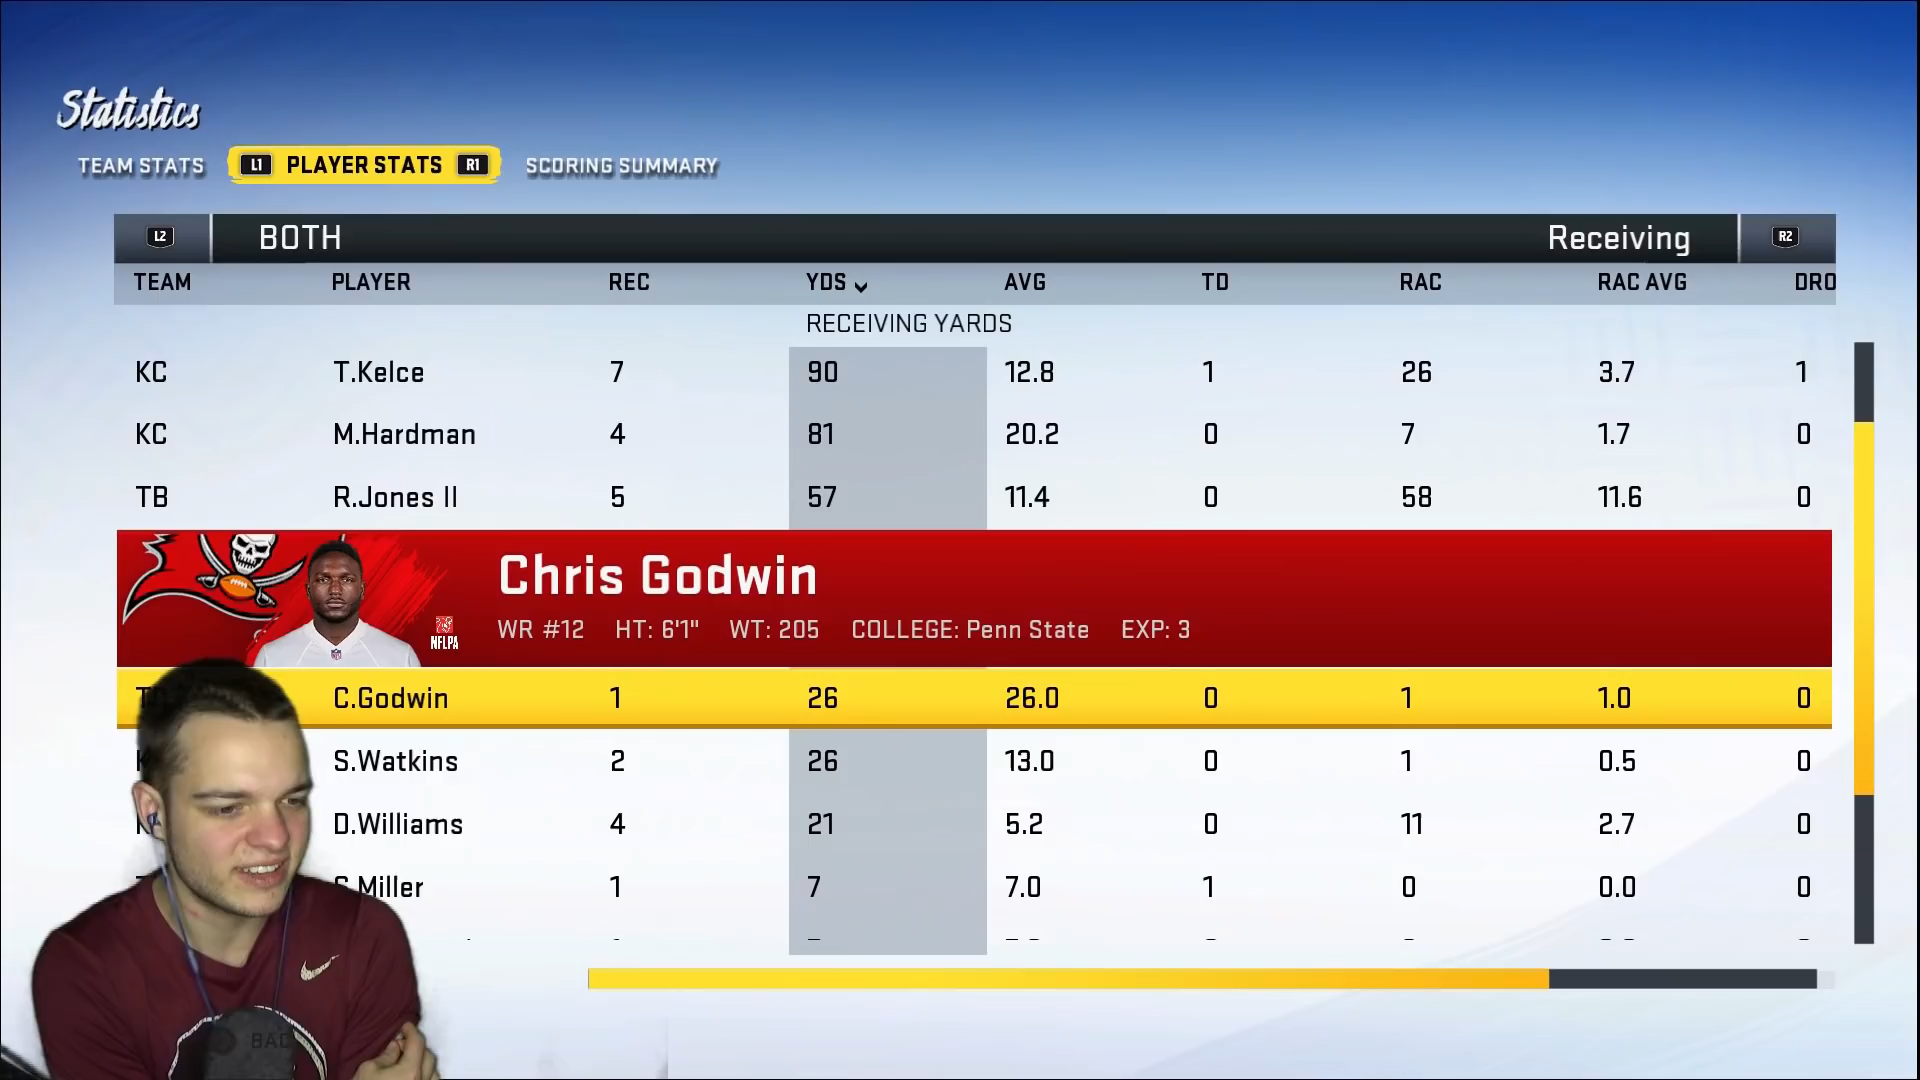 Statistics
TEAM STATS L1 PLAYER STATS R1 SCORING SUMMARY
L2 BOTH Receiving R2
TEAM PLAYER REC YDS AVG TD RAC RAC AVG DRO
RECEIVING YARDS
KC T.Kelce 7 90 12.8 1 26 3.7 1
KC M.Hardman 4 81 20.2 0 7 1.7 0
TB R.Jones II 5 57 11.4 0 58 11.6 0
Chris Godwin
NFLPA WR #12 HT: 6'1" WT: 205 COLLEGE: Penn State EXP: 3
C.Godwin 1 26 26.0 0 1 1.0 0
S.Watkins 2 26 13.0 0 1 0.5 0
D.Williams 4 21 5.2 0 11 2.7 0
S.Miller 1 7 7.0 1 0 0.0 0